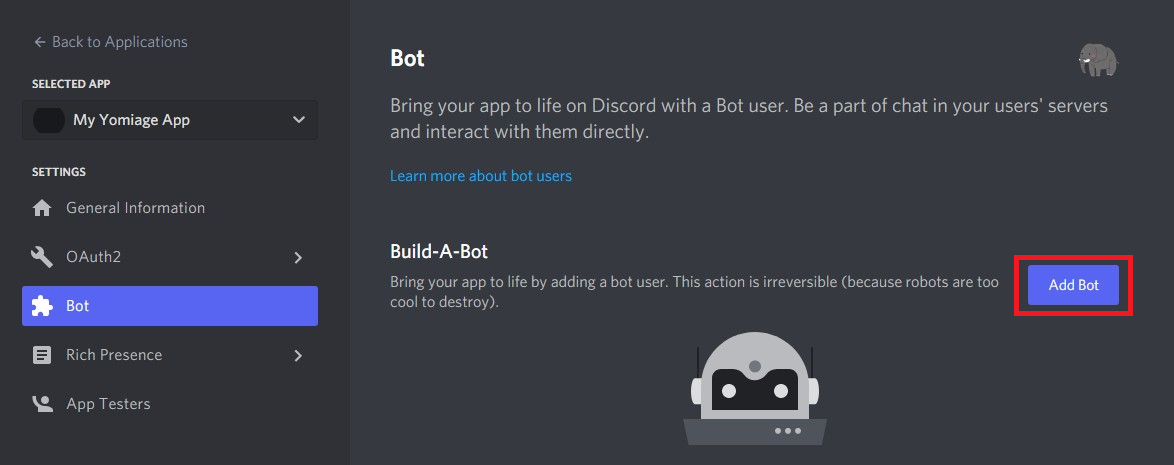 ← Back to Applications
SELECTED APP
My Yomiage App
SETTINGS
General Information
OAuth2
Bot
Rich Presence
App Testers
Bot
Bring your app to life on Discord with a Bot user. Be a part of chat in your users' servers
and interact with them directly.
Learn more about bot users
Build-A-Bot
Bring your app to life by adding a bot user. This action is irreversible (because robots are too
cool to destroy).
Add Bot